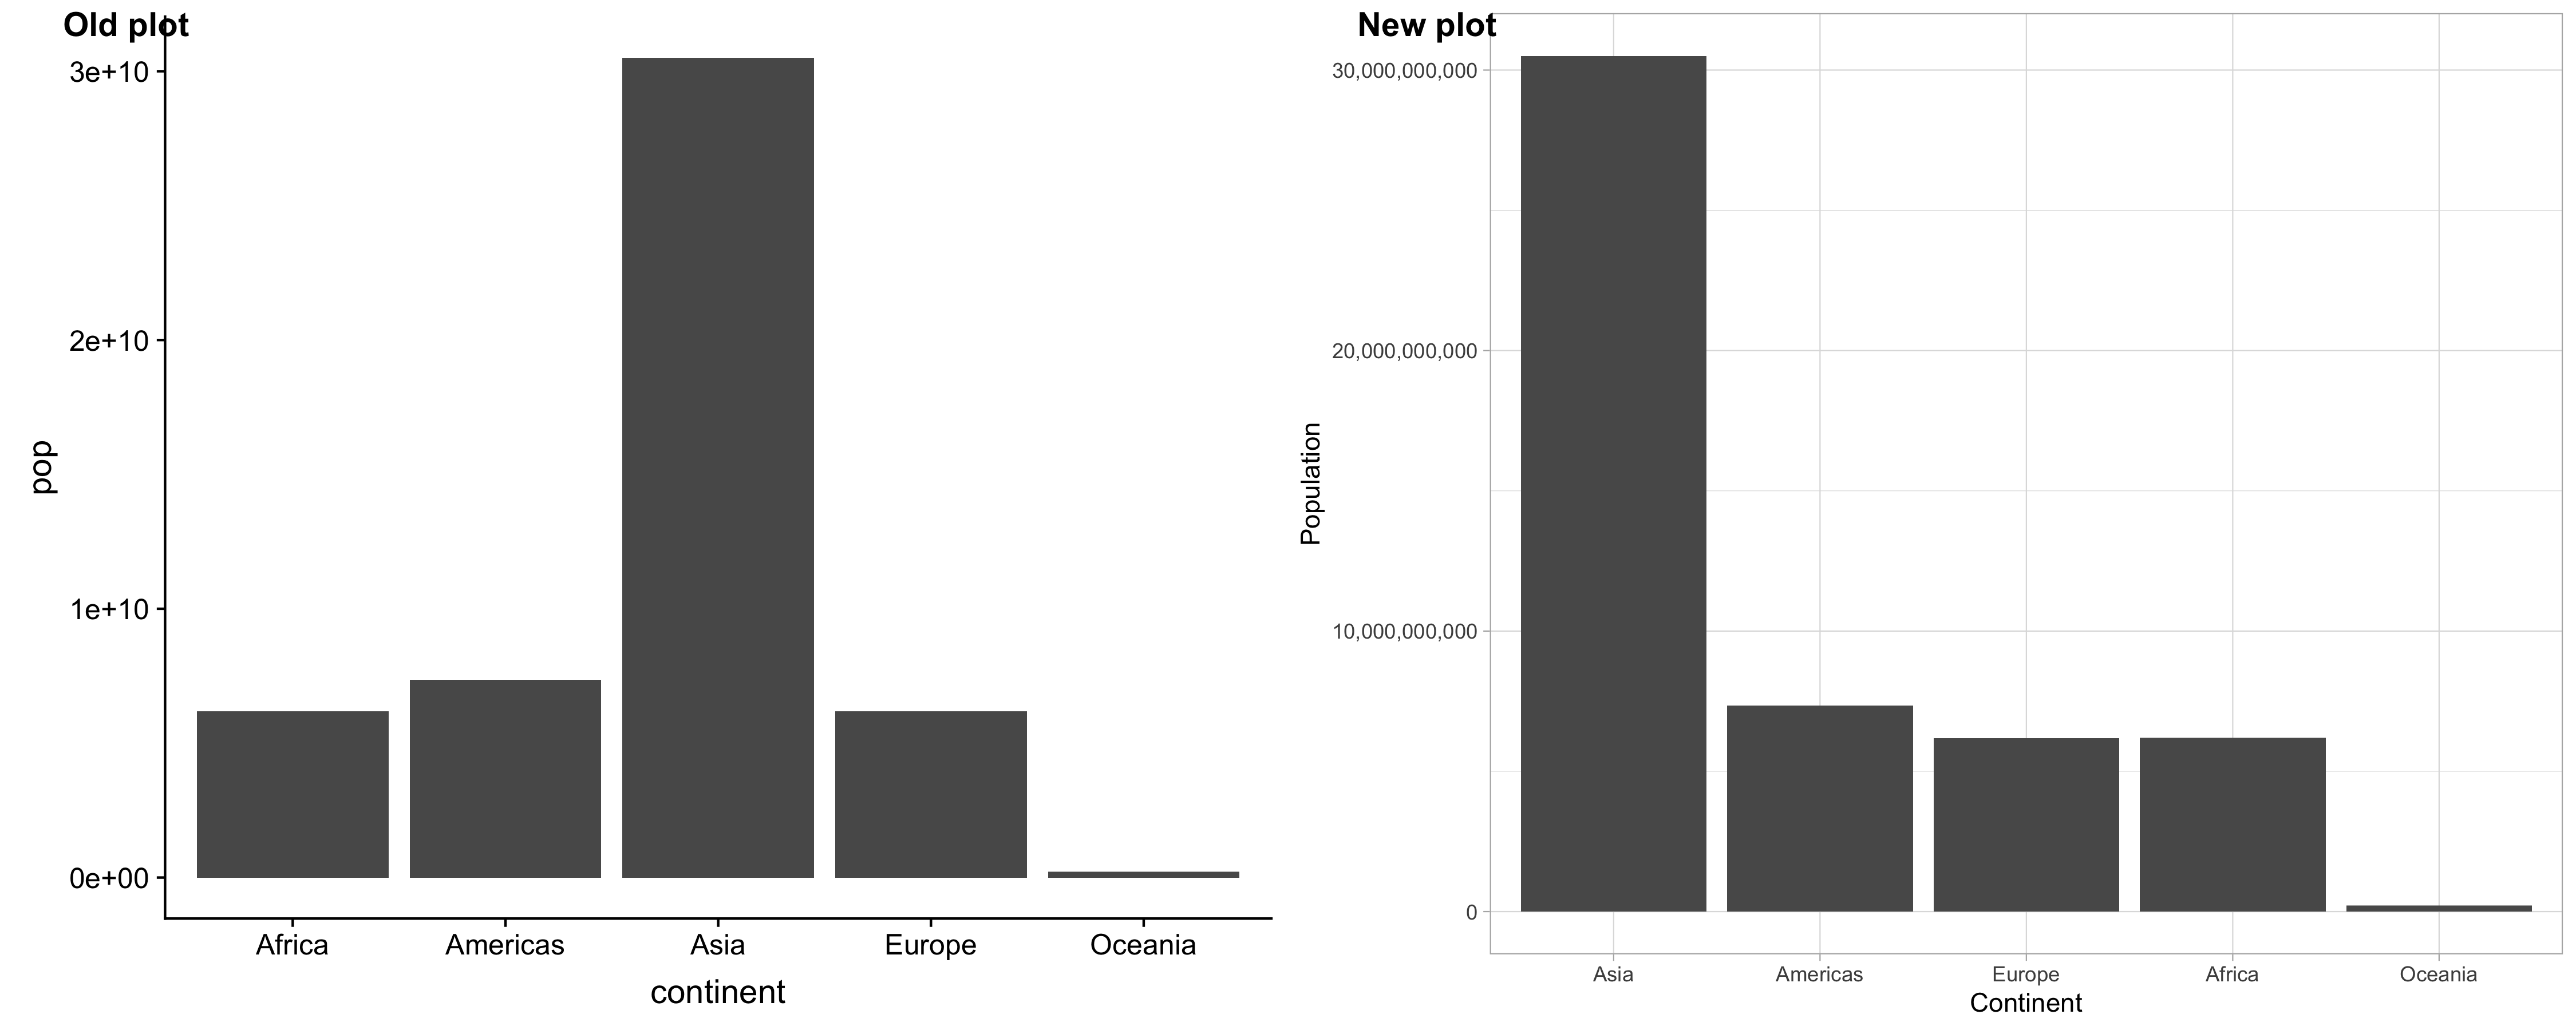 Old plot
3e+10
2e+10
1e+10
0e+00
pop
Africa Americas Asia Europe Oceania
continent
New plot
30,000,000,000
20,000,000,000
10,000,000,000
0
Population
Asia Americas Europe Africa Oceania
Continent